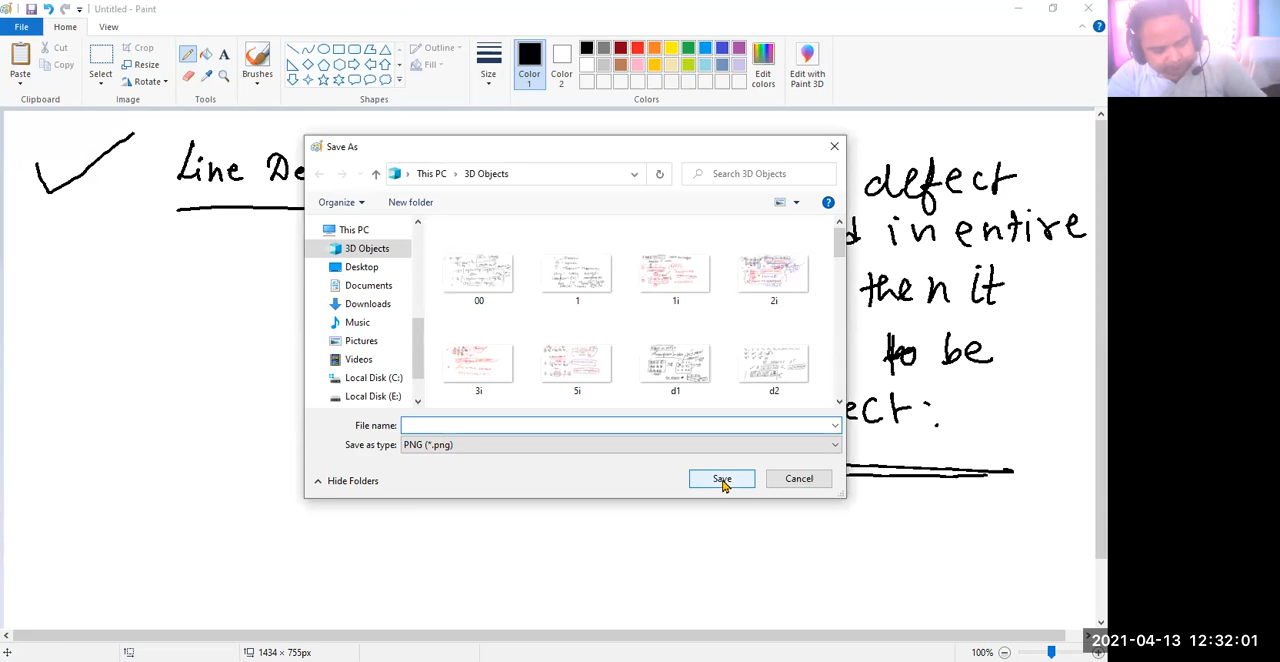 Untitled - Paint
File
Home
View
Paste
Cut
Copy
Clipboard
Select
Crop
Resize
Rotate
Image
A
Tools
Brushes
Shapes
Outline
Fill
Size
Color
1
Color
2
Edit
colors
Edit with
Paint 3D
Colors
Line De
defect
d in entire
then it
to be
ect:
Save As
This PC
3D Objects
Search 3D Objects
Organize
New folder
This PC
3D Objects
Desktop
Documents
Downloads
Music
Pictures
Videos
Local Disk (C:)
Local Disk (E:)
00
1
1i
2i
3i
5i
d1
d2
File name:
Save as type:
PNG (*.png)
Hide Folders
Save
Cancel
1434 × 755px
100%
2021-04-13 12:32:01